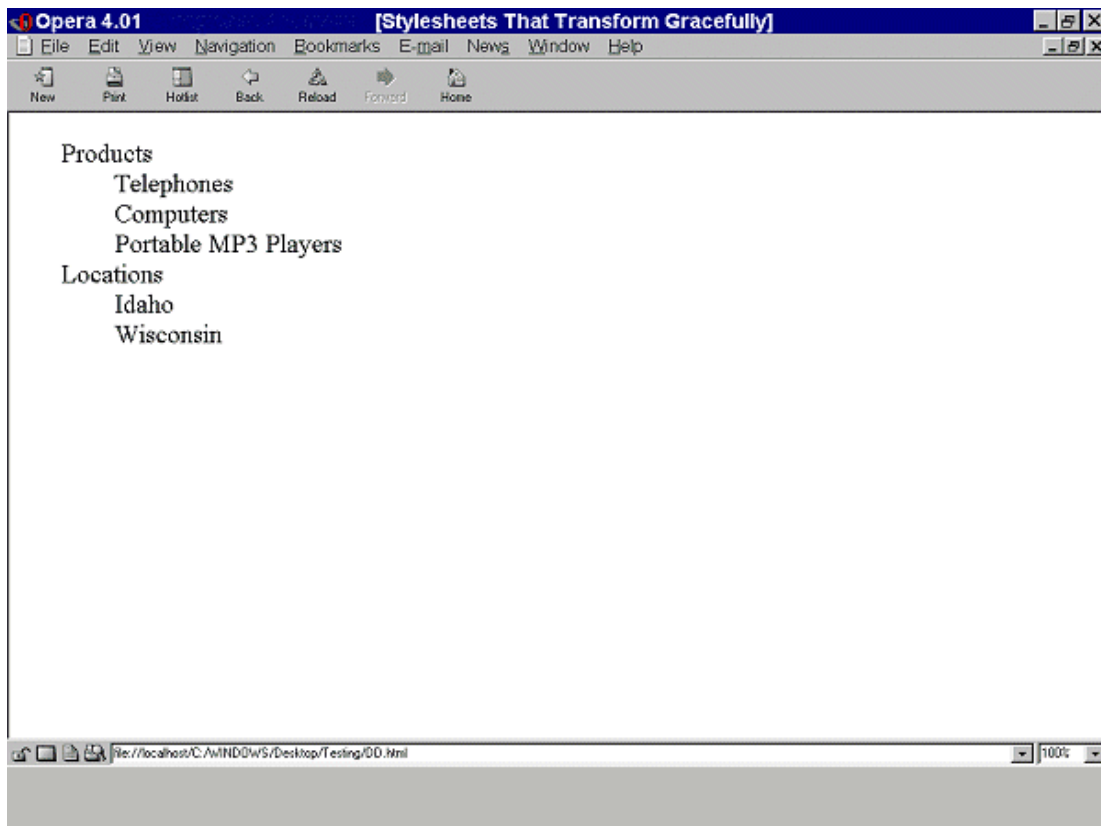 Opera 4.01 [Stylesheets That Transform Gracefully]
File Edit View Navigation Bookmarks E-mail News Window Help
New Print Hotlist Back Reload Forward Home
Products
Telephones
Computers
Portable MP3 Players
Locations
Idaho
Wisconsin
file://localhost/C:/WINDOWS/Desktop/Testing/DD.html 100%